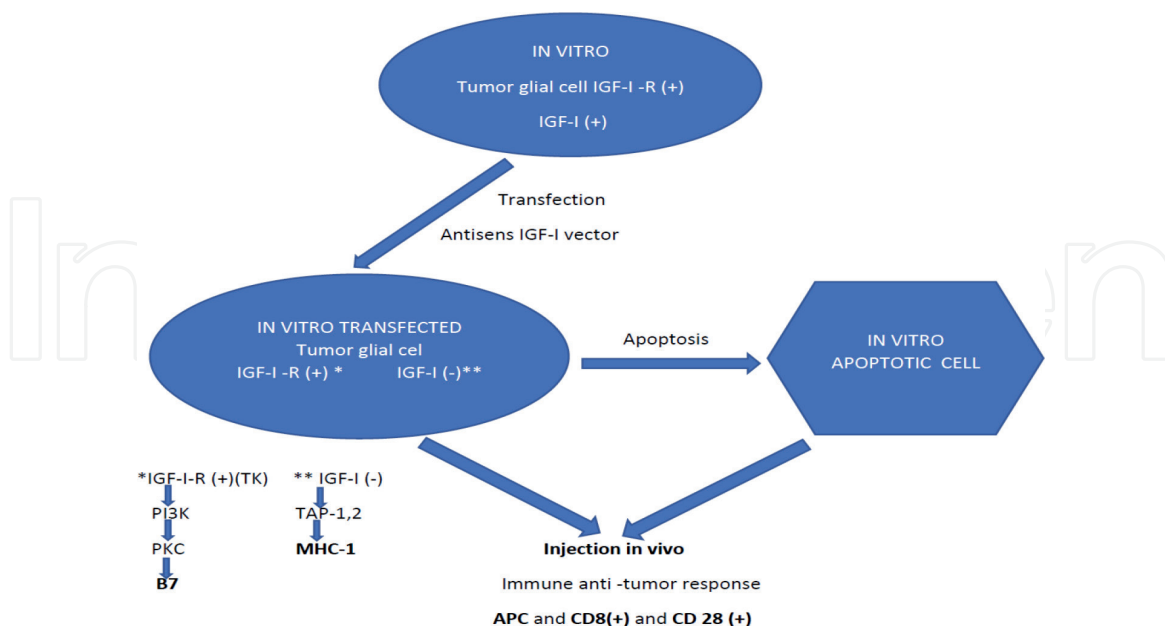 IN VITRO
Tumor glial cell IGF-I -R (+)
IGF-I (+)
Transfection
Antisens IGF-I vector
IN VITRO TRANSFECTED
Tumor glial cel
IGF-I -R (+) * IGF-I (-)**
Apoptosis
IN VITRO
APOPTOTIC CELL
*IGF-I-R (+)(TK)
PI3K
PKC
B7
** IGF-I (-)
TAP-1,2
MHC-1
Injection in vivo
Immune anti -tumor response
APC and CD8(+) and CD 28 (+)